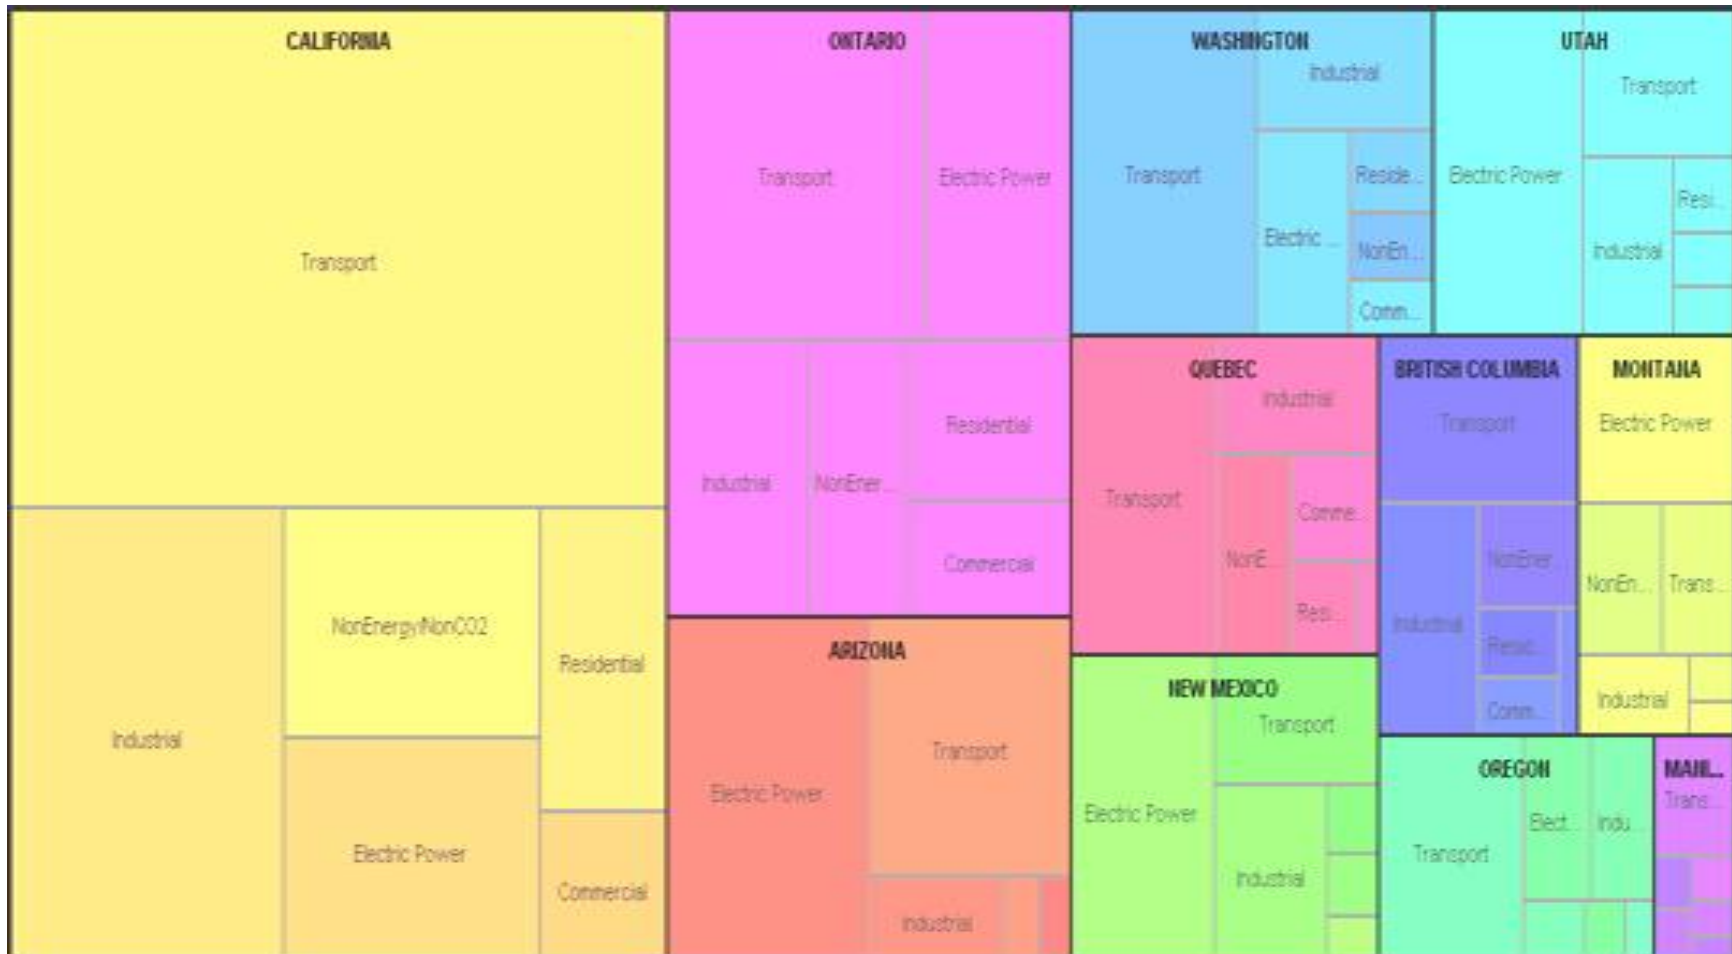 CALIFORNIA
Transport
Industrial
NonEnergy/NonCO2
Electric Power
Residential
Commercial
ONTARIO
Transport
Electric Power
Industrial
NonEner...
Residential
Commercial
ARIZONA
Electric Power
Transport
Industrial
WASHINGTON
Transport
Industrial
Electric ...
Reside...
NonEn...
Comm...
UTAH
Electric Power
Transport
Industrial
Resi...
QUEBEC
Transport
Industrial
NonE...
Comme...
Resi...
BRITISH COLUMBIA
Transport
Industrial
NonEner...
Resid...
Comm...
MONTANA
Electric Power
NonEn...
Trans...
Industrial
NEW MEXICO
Electric Power
Transport
Industrial
OREGON
Transport
Elect...
Indu...
MANI...
Trans...